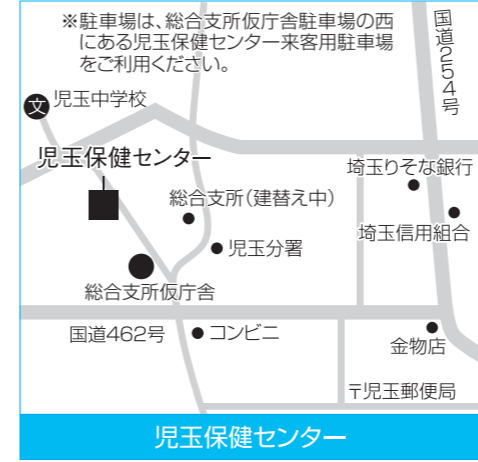 ※駐車場は、総合支所仮庁舎駐車場の西
にある児玉保健センター来客用駐車場
をご利用ください。
国道254号
文
児玉中学校
児玉保健センター
埼玉りそな銀行
総合支所(建替え中)
埼玉信用組合
児玉分署
総合支所仮庁舎
国道462号
コンビニ
金物店
〒児玉郵便局
児玉保健センター